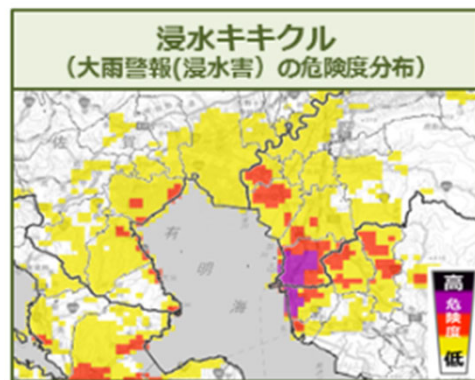 浸水キキクル
（大雨警報(浸水害）の危険度分布）
佐
賀
有
明
海
高
危
険
度
低